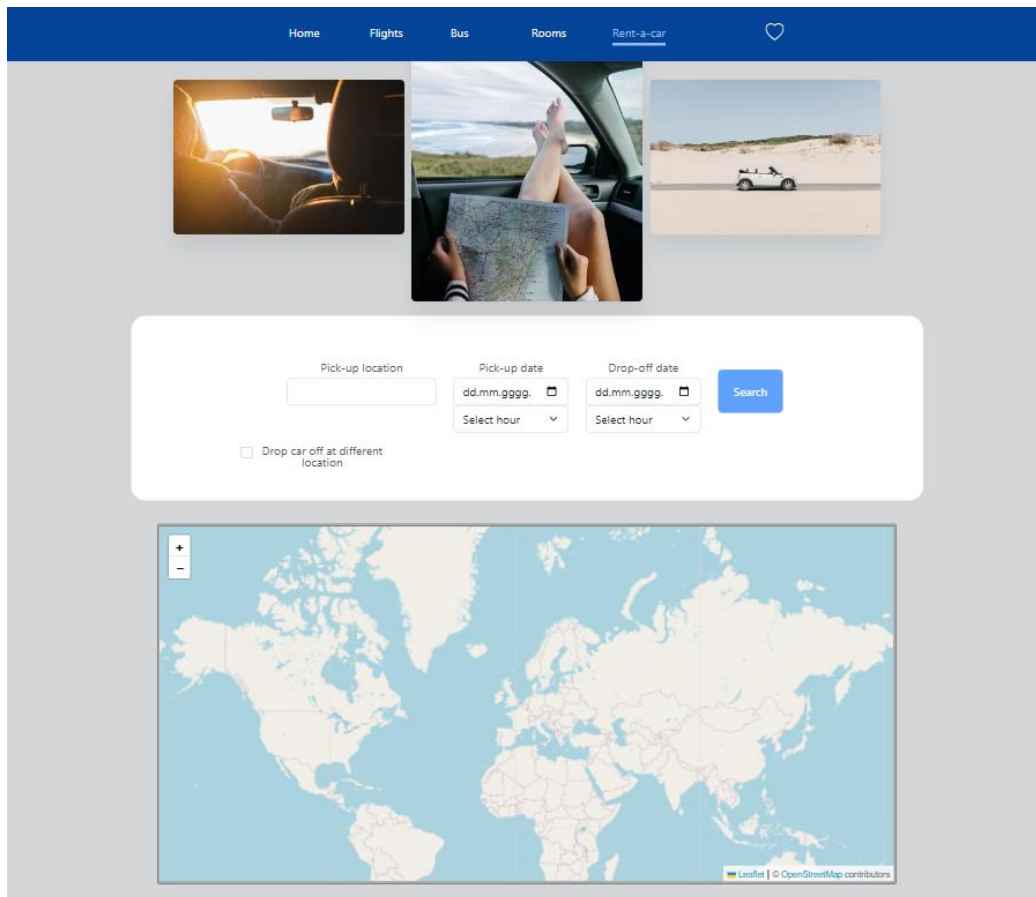 Home Flights Bus Rooms Rent-a-car
Pick-up location Pick-up date Drop-off date
dd.mm.gggg. dd.mm.gggg. Search
Select hour Select hour
Drop car off at different
location
+
−
Leaflet | © OpenStreetMap contributors